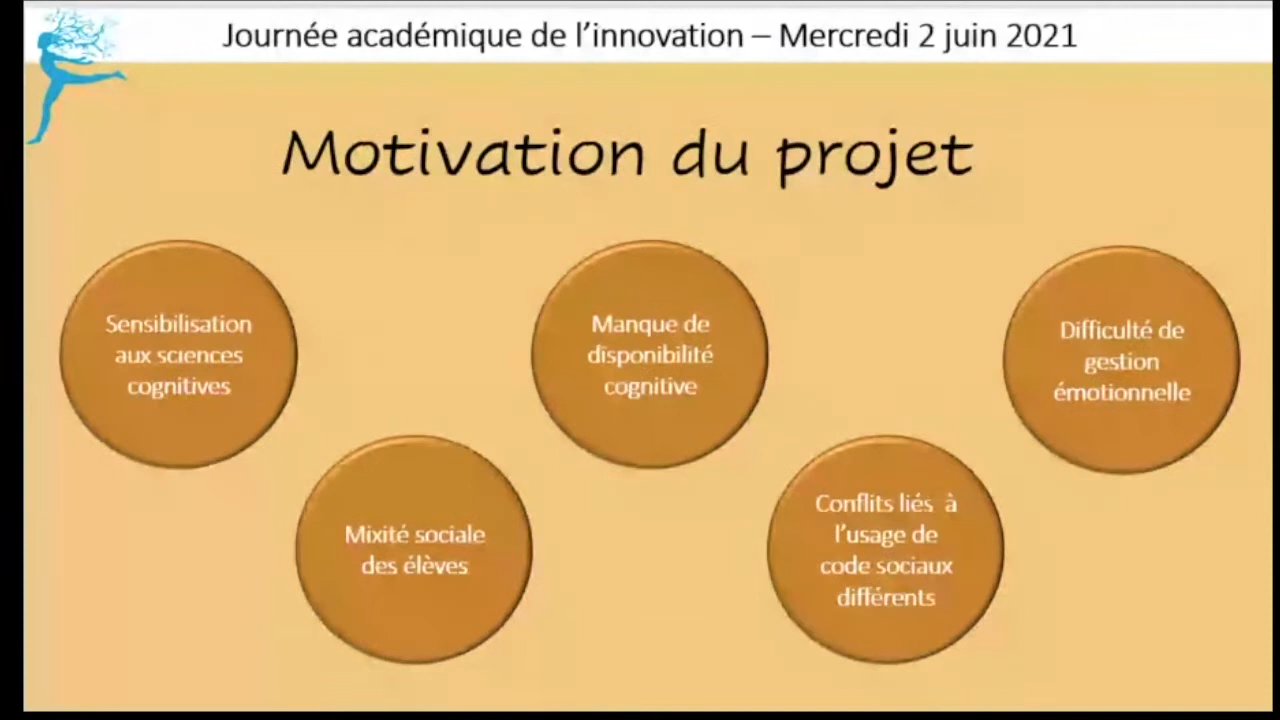 Journée académique de l’innovation – Mercredi 2 juin 2021
Motivation du projet
Sensibilisation
aux sciences
cognitives
Mixité sociale
des élèves
Manque de
disponibilité
cognitive
Conflits liés à
l’usage de
code sociaux
différents
Difficulté de
gestion
émotionnelle